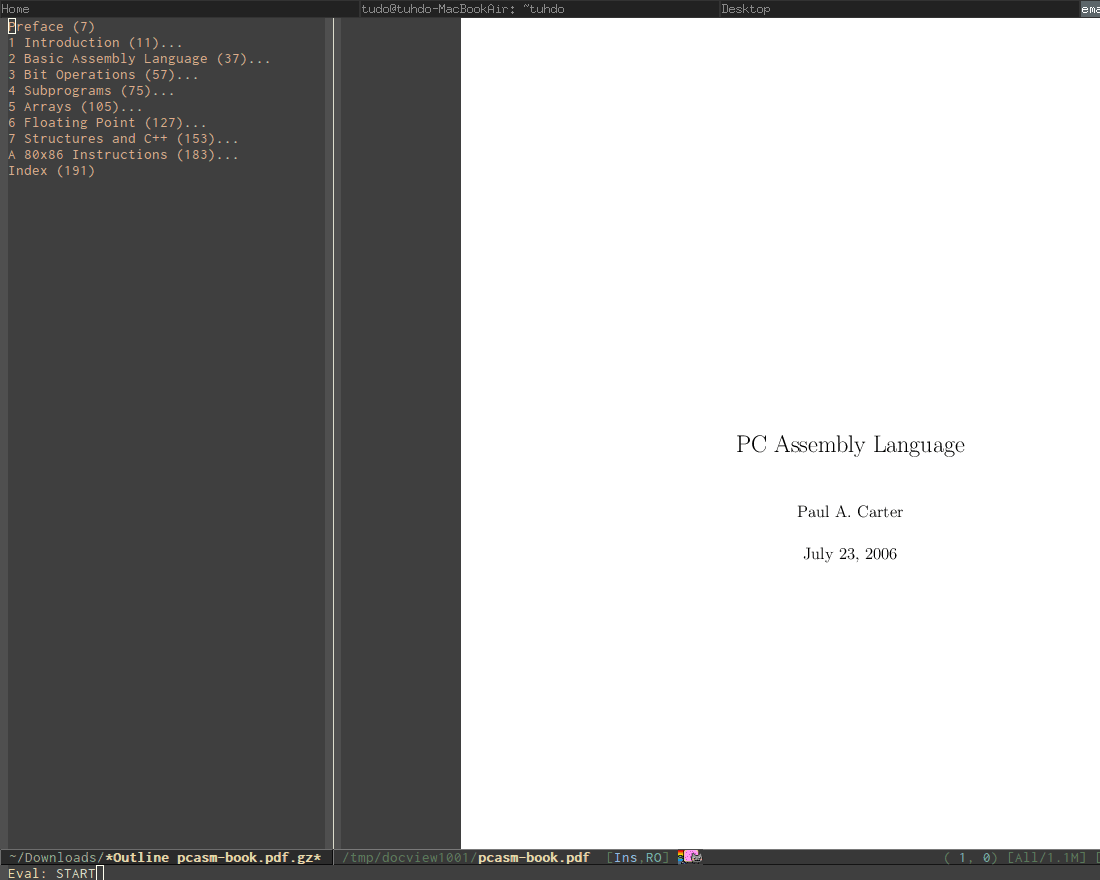 Home
tudo@tuhdo-MacBookAir: ~tuhdo
Desktop
ema
Preface (7)
1 Introduction (11)...
2 Basic Assembly Language (37)...
3 Bit Operations (57)...
4 Subprograms (75)...
5 Arrays (105)...
6 Floating Point (127)...
7 Structures and C++ (153)...
A 80x86 Instructions (183)...
Index (191)
PC Assembly Language
Paul A. Carter
July 23, 2006
~/Downloads/*Outline pcasm-book.pdf.gz*
/tmp/docview1001/pcasm-book.pdf [Ins,RO] ( 1, 0) [All/1.1M] [
Eval: START